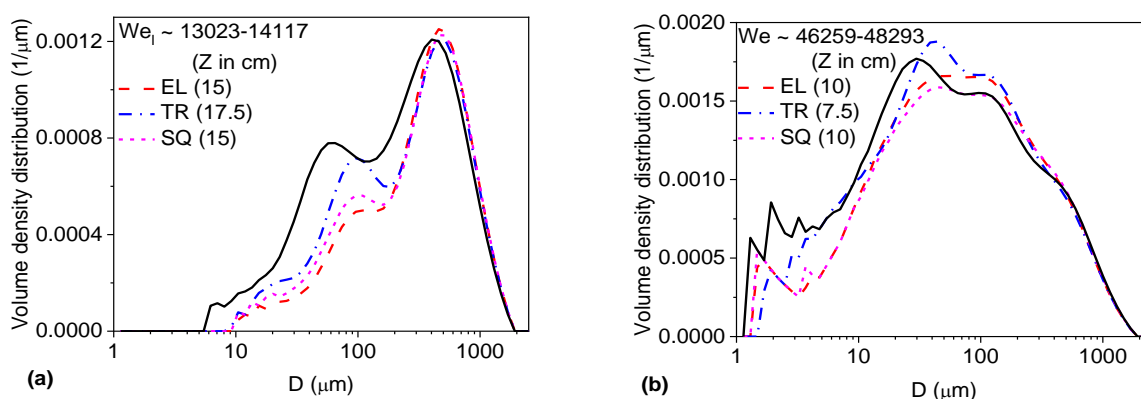 We_l ~ 13023-14117
(Z in cm)
EL (15)
TR (17.5)
SQ (15)
Volume density distribution (1/μm)
0.0012
0.0008
0.0004
0.0000
1 10 100 1000
D (μm)
(a)
We ~ 46259-48293
(Z in cm)
EL (10)
TR (7.5)
SQ (10)
Volume density distribution (1/μm)
0.0020
0.0015
0.0010
0.0005
0.0000
1 10 100 1000
D (μm)
(b)